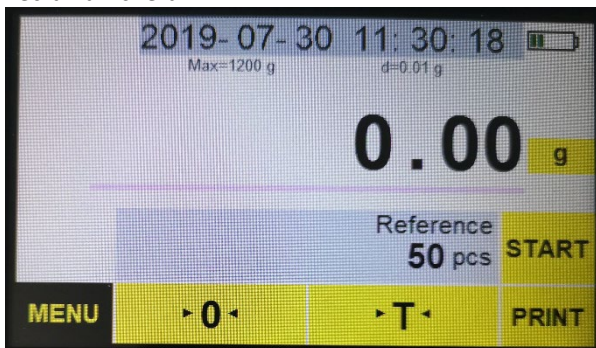 2019-07-30 11:30:18
Max=1200 g d=0.01 g
0.00 g
Reference
50 pcs START
MENU ►0◄ ►T◄ PRINT